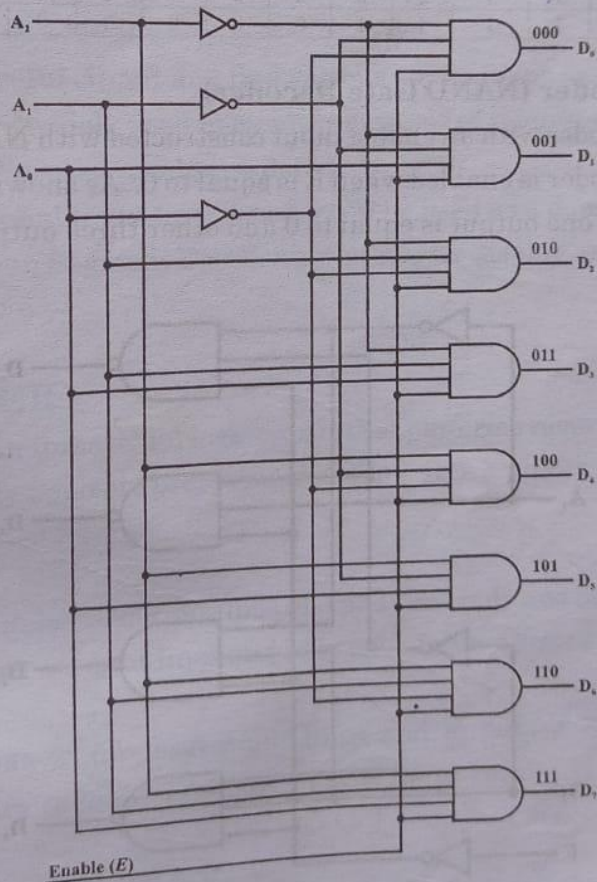 A₂ 000 D₀
A₁ 001 D₁
A₀
010 D₂
011 D₃
100 D₄
101 D₅
110 D₆
111 D₇
Enable (E)